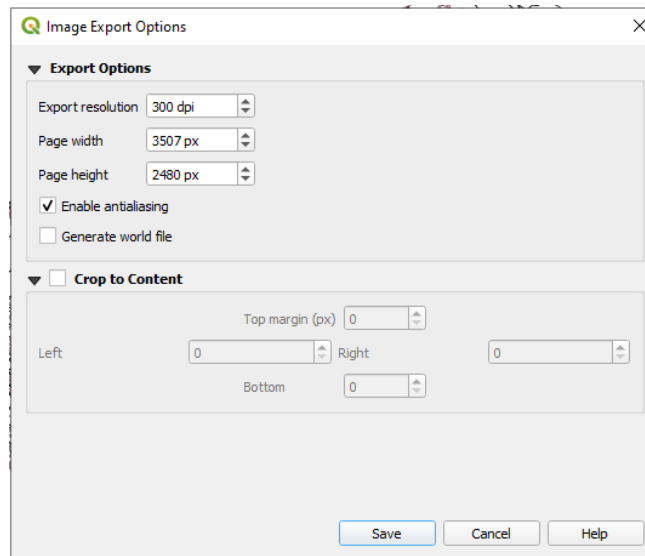 Image Export Options
Export Options
Export resolution 300 dpi
Page width 3507 px
Page height 2480 px
Enable antialiasing
Generate world file
Crop to Content
Top margin (px) 0
Left 0 Right 0
Bottom 0
Save Cancel Help